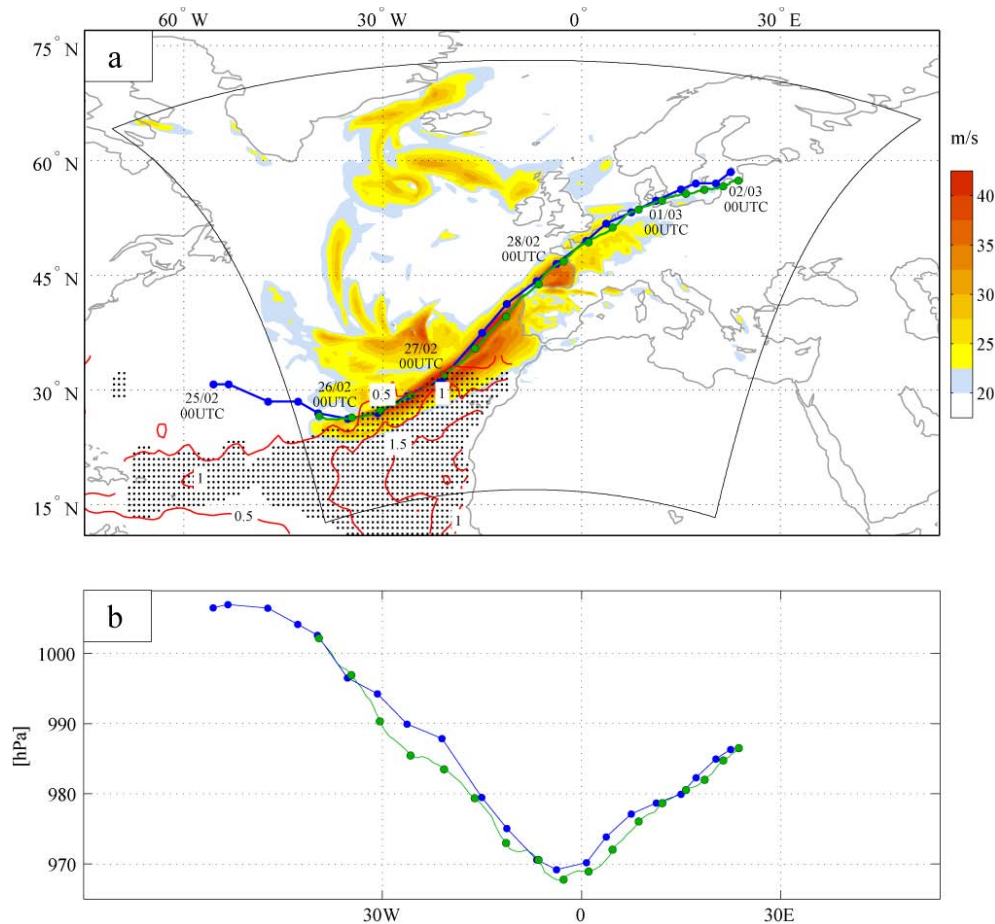 60° W 30° W 0° 30° E
a
75° N
60° N
45° N
30° N
15° N
m/s
40
35
30
25
20
02/03
00UTC
01/03
00UTC
28/02
00UTC
27/02
00UTC
26/02
00UTC
25/02
00UTC
0.5
1
1.5
1
0.5
1
b
[hPa]
1000
990
980
970
30W 0 30E